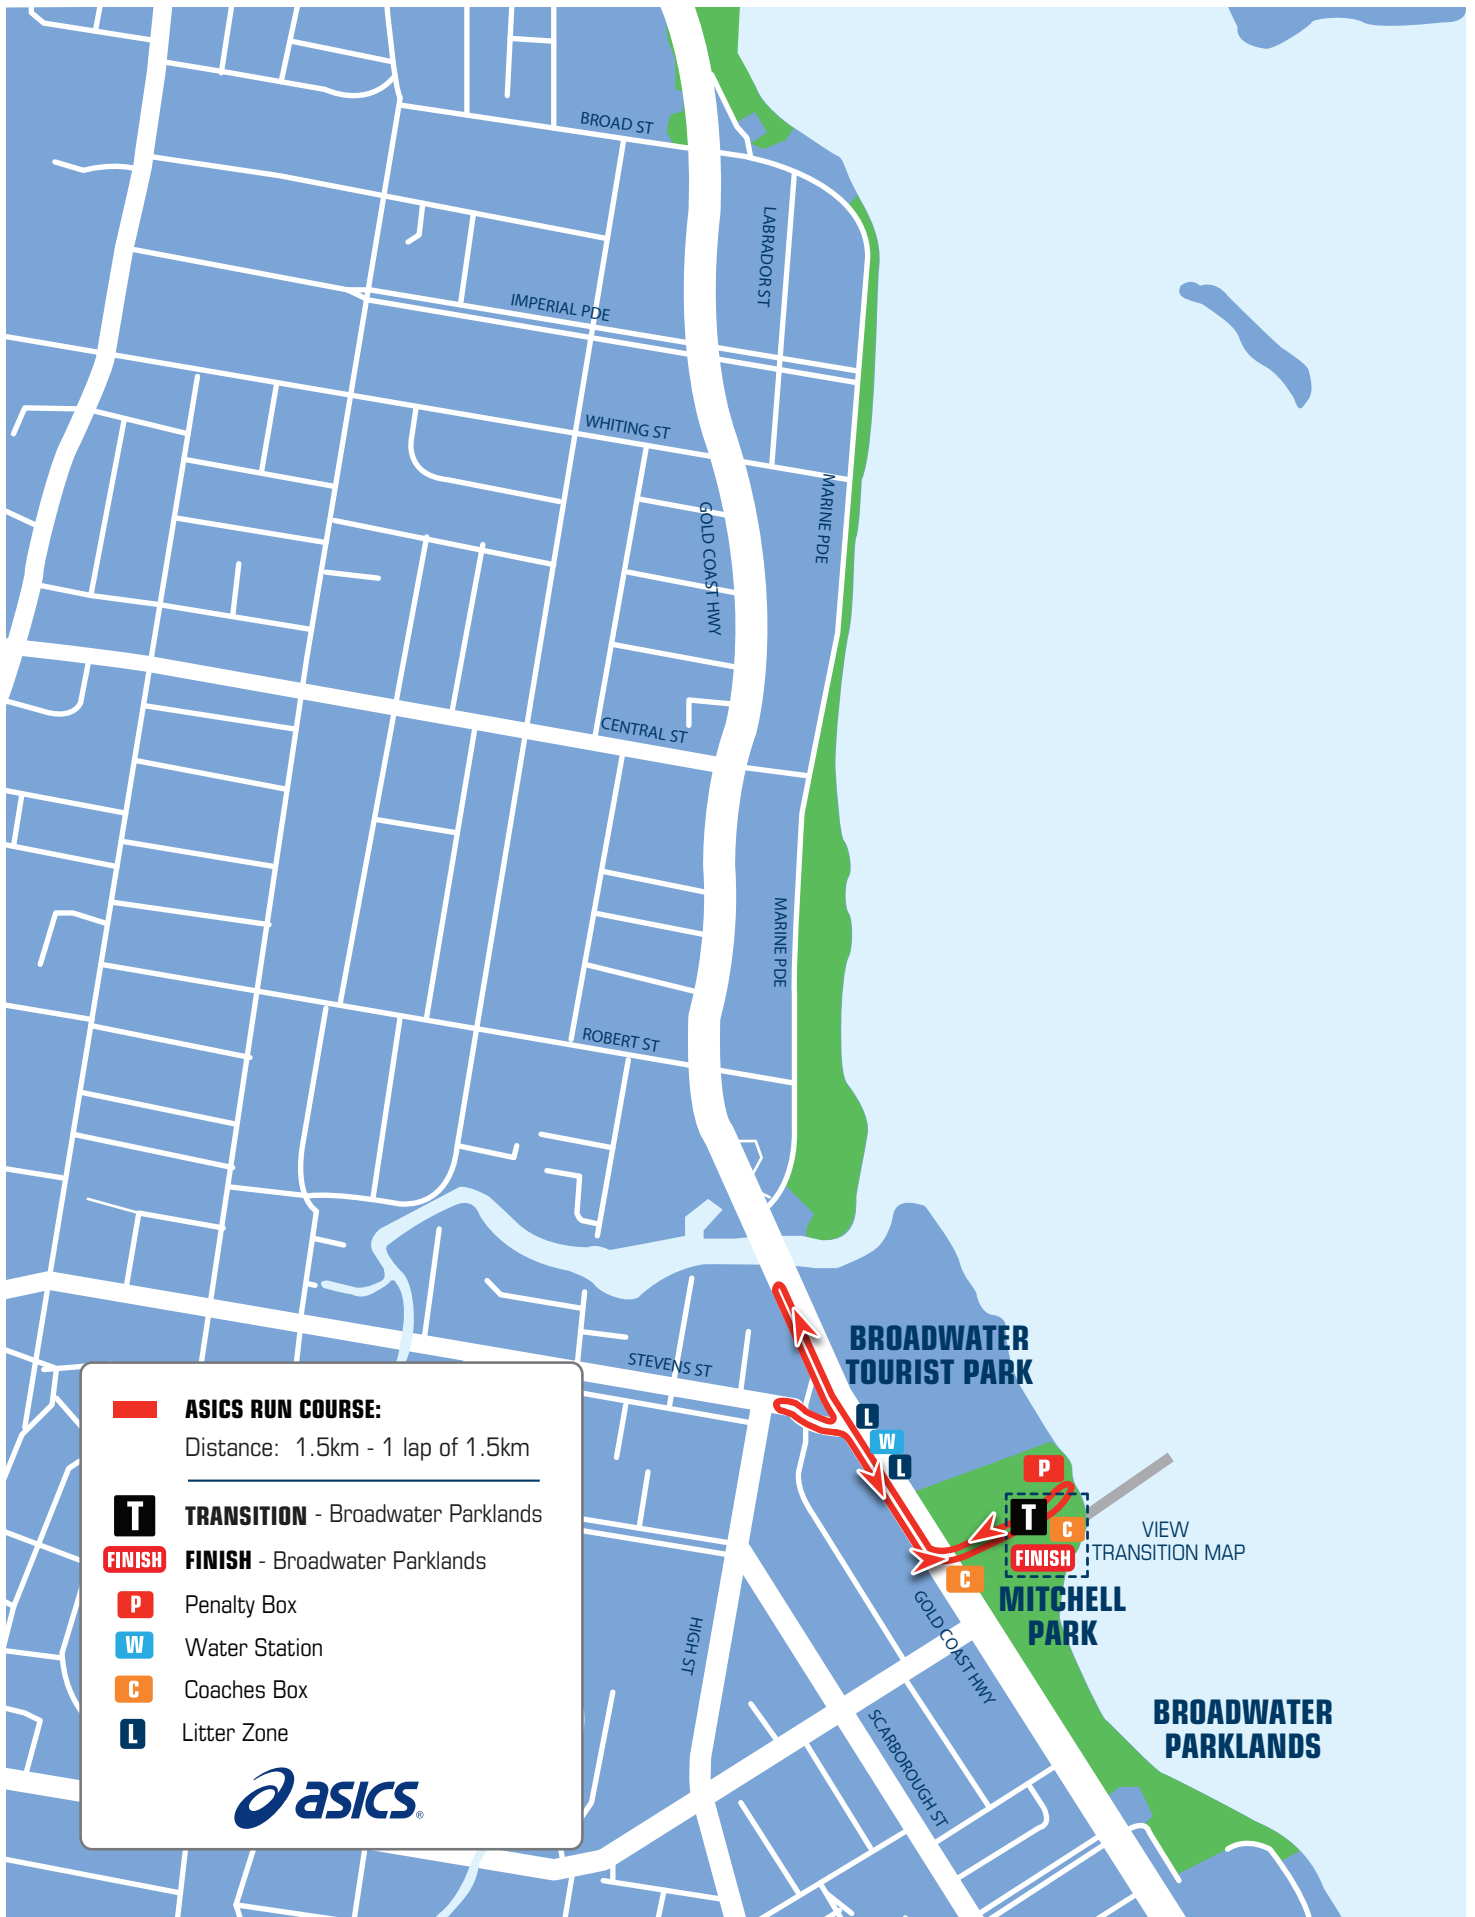 BROAD ST
LABRADOR ST
IMPERIAL PDE
WHITING ST
MARINE PDE
GOLD COAST HWY
CENTRAL ST
MARINE PDE
ROBERT ST
BROADWATER
TOURIST PARK
STEVENS ST
L
W
L
P
T
C
FINISH
C
VIEW
TRANSITION MAP
MITCHELL
PARK
GOLD COAST HWY
HIGH ST
SCARBOROUGH ST
BROADWATER
PARKLANDS
ASICS RUN COURSE:
Distance: 1.5km - 1 lap of 1.5km
T TRANSITION - Broadwater Parklands
FINISH FINISH - Broadwater Parklands
P Penalty Box
W Water Station
C Coaches Box
L Litter Zone
asics®